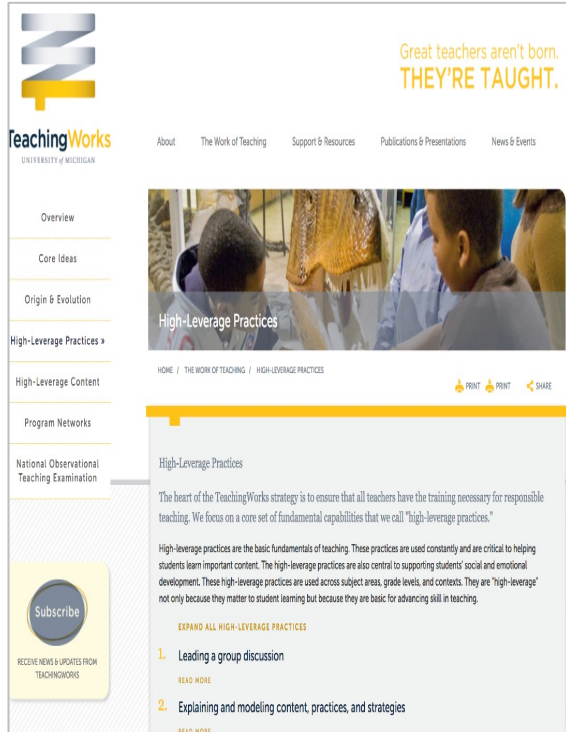 Great teachers aren't born.
THEY'RE TAUGHT.
TeachingWorks
UNIVERSITY of MICHIGAN
About
The Work of Teaching
Support & Resources
Publications & Presentations
News & Events
Overview
Core Ideas
Origin & Evolution
High-Leverage Practices »
High-Leverage Content
Program Networks
National Observational
Teaching Examination
Subscribe
RECEIVE NEWS & UPDATES FROM
TEACHINGWORKS
High-Leverage Practices
HOME / THE WORK OF TEACHING / HIGH-LEVERAGE PRACTICES
PRINT PRINT SHARE
High-Leverage Practices
The heart of the TeachingWorks strategy is to ensure that all teachers have the training necessary for responsible
teaching. We focus on a core set of fundamental capabilities that we call "high-leverage practices."
High-leverage practices are the basic fundamentals of teaching. These practices are used constantly and are critical to helping
students learn important content. The high-leverage practices are also central to supporting students' social and emotional
development. These high-leverage practices are used across subject areas, grade levels, and contexts. They are "high-leverage"
not only because they matter to student learning but because they are basic for advancing skill in teaching.
EXPAND ALL HIGH-LEVERAGE PRACTICES
1. Leading a group discussion
READ MORE
2. Explaining and modeling content, practices, and strategies
READ MORE